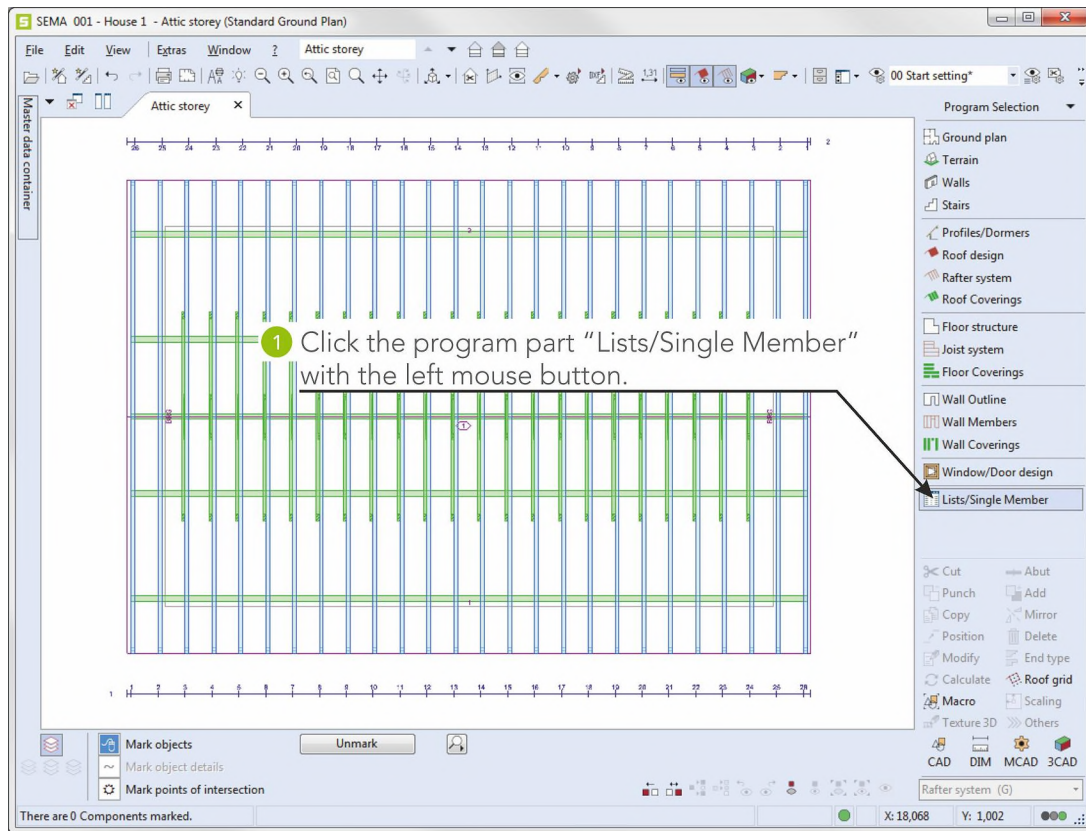 SEMA 001 - House 1 - Attic storey (Standard Ground Plan)
File Edit View Extras Window ? Attic storey
00 Start setting*
Master data container
Attic storey
Program Selection
Ground plan
Terrain
Walls
Stairs
Profiles/Dormers
Roof design
Rafter system
Roof Coverings
Floor structure
Joist system
Floor Coverings
Wall Outline
Wall Members
Wall Coverings
Window/Door design
Lists/Single Member
1 Click the program part “Lists/Single Member”
with the left mouse button.
Cut Abut
Punch Add
Copy Mirror
Position Delete
Modify End type
Calculate Roof grid
Macro Scaling
Texture 3D Others
CAD DIM MCAD 3CAD
Mark objects Unmark
Mark object details
Mark points of intersection
Rafter system (G)
There are 0 Components marked. X: 18,068 Y: 1,002